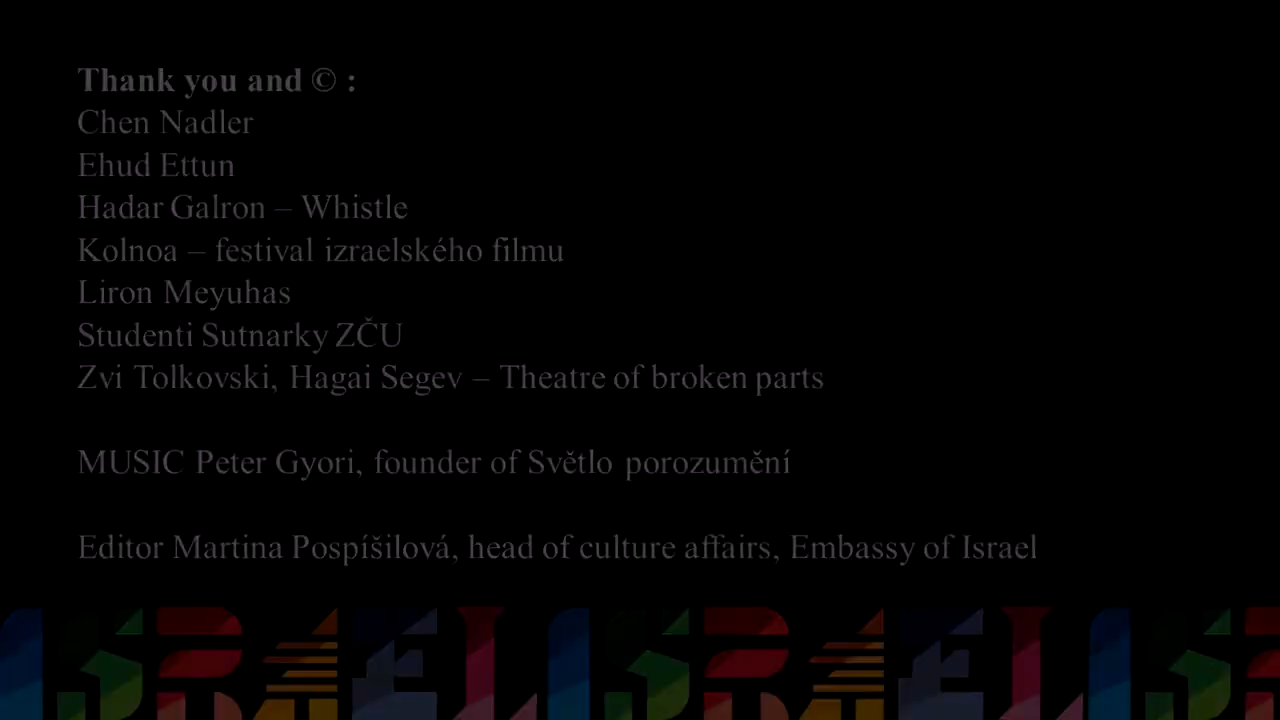 Thank you and © :
Chen Nadler
Ehud Ettun
Hadar Galron – Whistle
Kolnoa – festival izraelského filmu
Liron Meyuhas
Studenti Sutnarky ZČU
Zvi Tolkovski, Hagai Segev – Theatre of broken parts
MUSIC Peter Gyori, founder of Světlo porozumění
Editor Martina Pospíšilová, head of culture affairs, Embassy of Israel
ISRAELISRAELIS